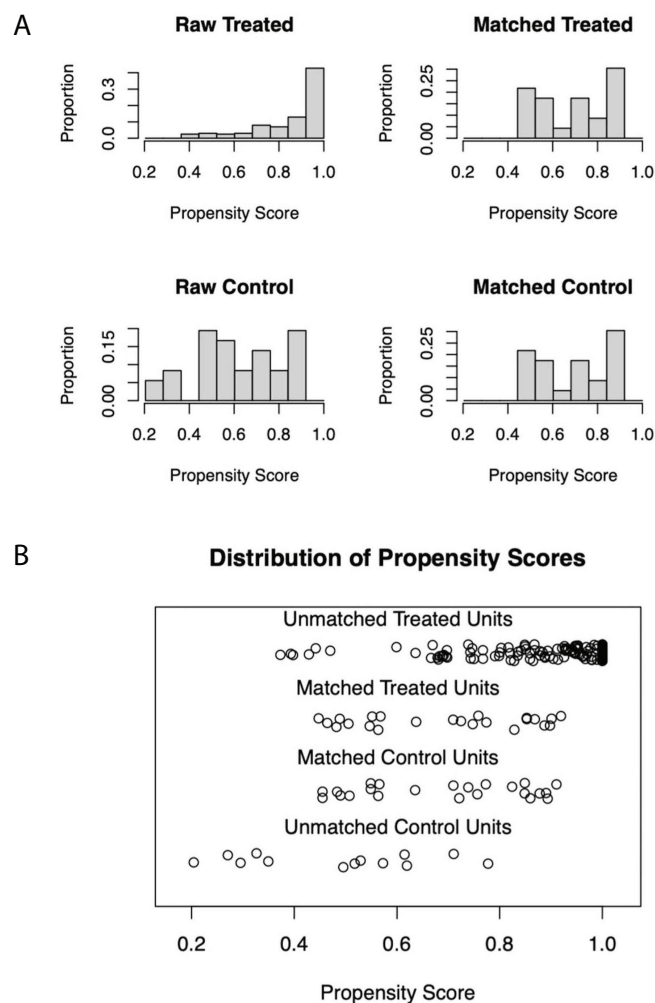 A
Raw Treated
Matched Treated
Proportion
0.0
0.3
0.2 0.4 0.6 0.8 1.0
Propensity Score
Proportion
0.00
0.25
0.2 0.4 0.6 0.8 1.0
Propensity Score
Raw Control
Matched Control
Proportion
0.00
0.15
0.2 0.4 0.6 0.8 1.0
Propensity Score
Proportion
0.00
0.25
0.2 0.4 0.6 0.8 1.0
Propensity Score
B
Distribution of Propensity Scores
Unmatched Treated Units
Matched Treated Units
Matched Control Units
Unmatched Control Units
0.2 0.4 0.6 0.8 1.0
Propensity Score